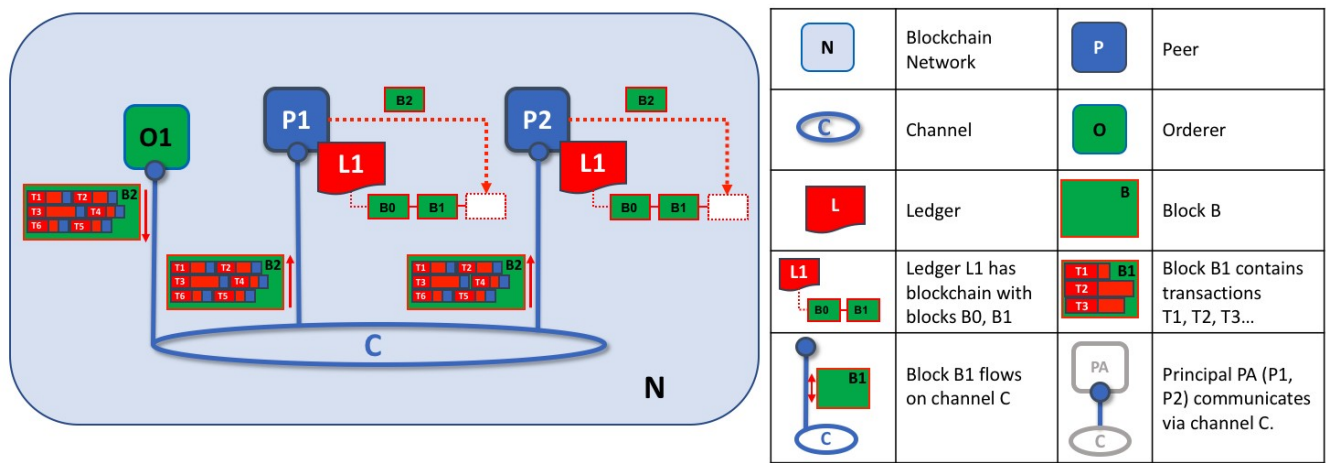 O1
P1
B2
P2
B2
L1
B0
B1
L1
B0
B1
T1
T2
B2
T3
T4
T6
T5
T1
T2
B2
T3
T4
T6
T5
T1
T2
B2
T3
T4
T6
T5
C
N
N
Blockchain
Network
P
Peer
C
Channel
O
Orderer
L
Ledger
B
Block B
L1
B0
B1
Ledger L1 has
blockchain with
blocks B0, B1
T1
B1
T2
T3
Block B1 contains
transactions
T1, T2, T3...
B1
C
Block B1 flows
on channel C
PA
C
Principal PA (P1,
P2) communicates
via channel C.